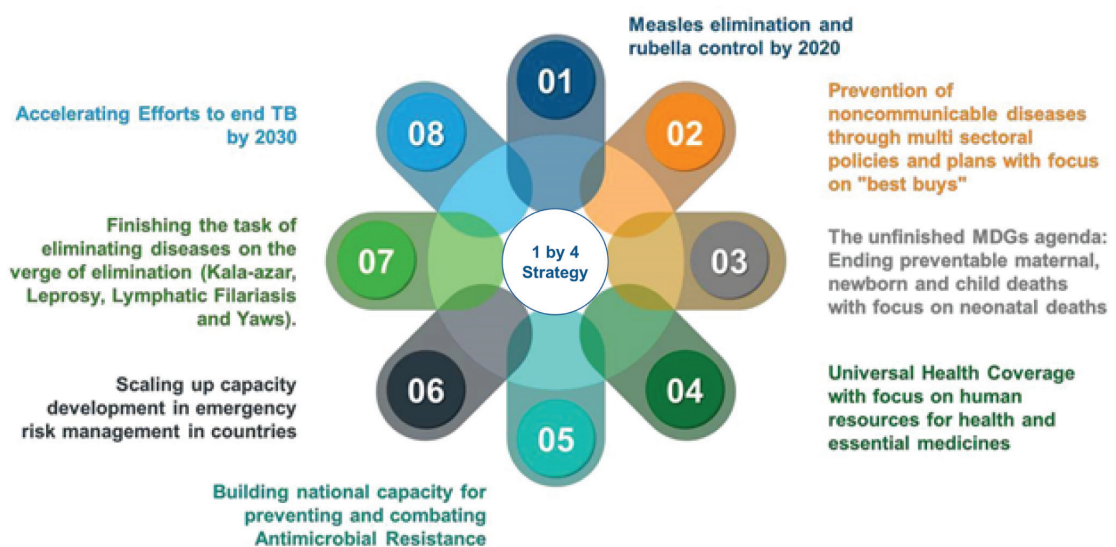 01
Measles elimination and
rubella control by 2020
02
Prevention of
noncommunicable diseases
through multi sectoral
policies and plans with focus
on "best buys"
03
The unfinished MDGs agenda:
Ending preventable maternal,
newborn and child deaths
with focus on neonatal deaths
04
Universal Health Coverage
with focus on human
resources for health and
essential medicines
05
Building national capacity for
preventing and combating
Antimicrobial Resistance
06
Scaling up capacity
development in emergency
risk management in countries
07
Finishing the task of
eliminating diseases on the
verge of elimination (Kala-azar,
Leprosy, Lymphatic Filariasis
and Yaws).
08
Accelerating Efforts to end TB
by 2030
1 by 4
Strategy